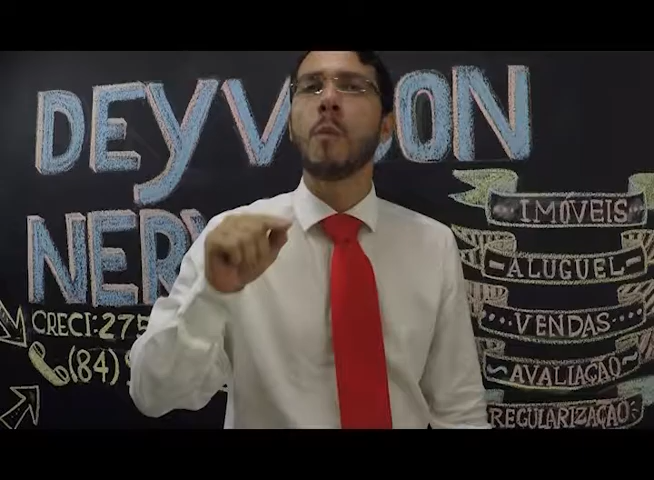 DEYV ON
NER
CRECI: 275
(84)
IMÓVEIS
ALUGUEL
VENDAS
AVALIAÇÃO
REGULARIZAÇÃO